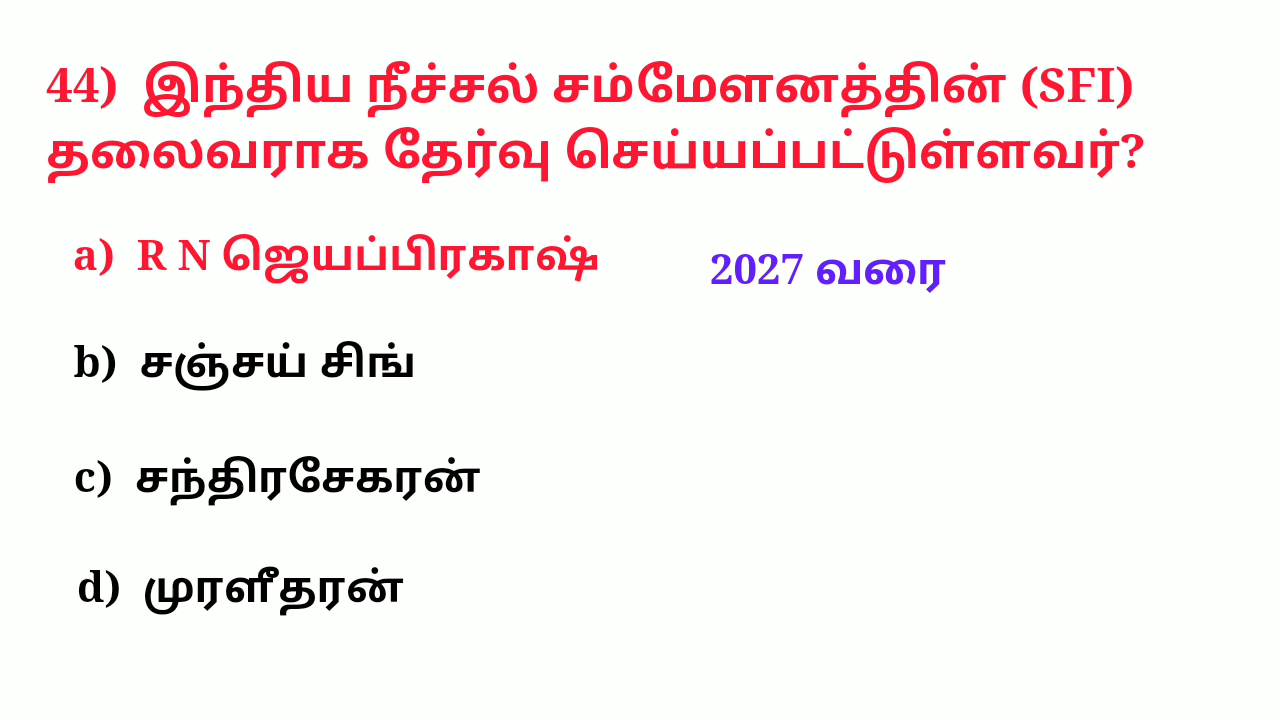 44) இந்திய நீச்சல் சம்மேளனத்தின் (SFI)
தலைவராக தேர்வு செய்யப்பட்டுள்ளவர்?
a) R N ஜெயப்பிரகாஷ்
2027 வரை
b) சஞ்சய் சிங்
c) சந்திரசேகரன்
d) முரளீதரன்